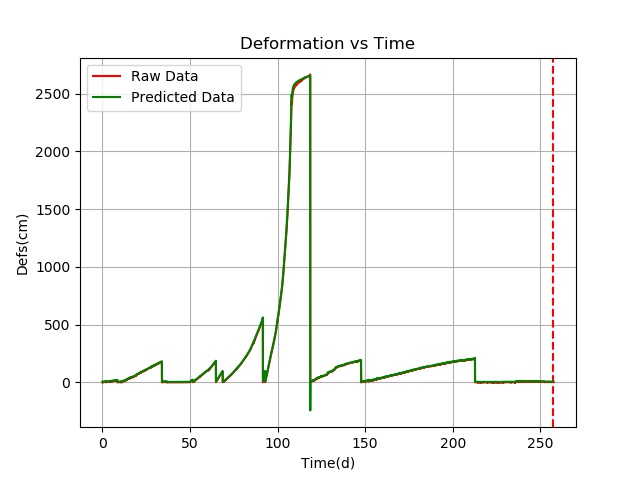 Deformation vs Time
Raw Data
Predicted Data
Defs(cm)
2500
2000
1500
1000
500
0
0 50 100 150 200 250
Time(d)